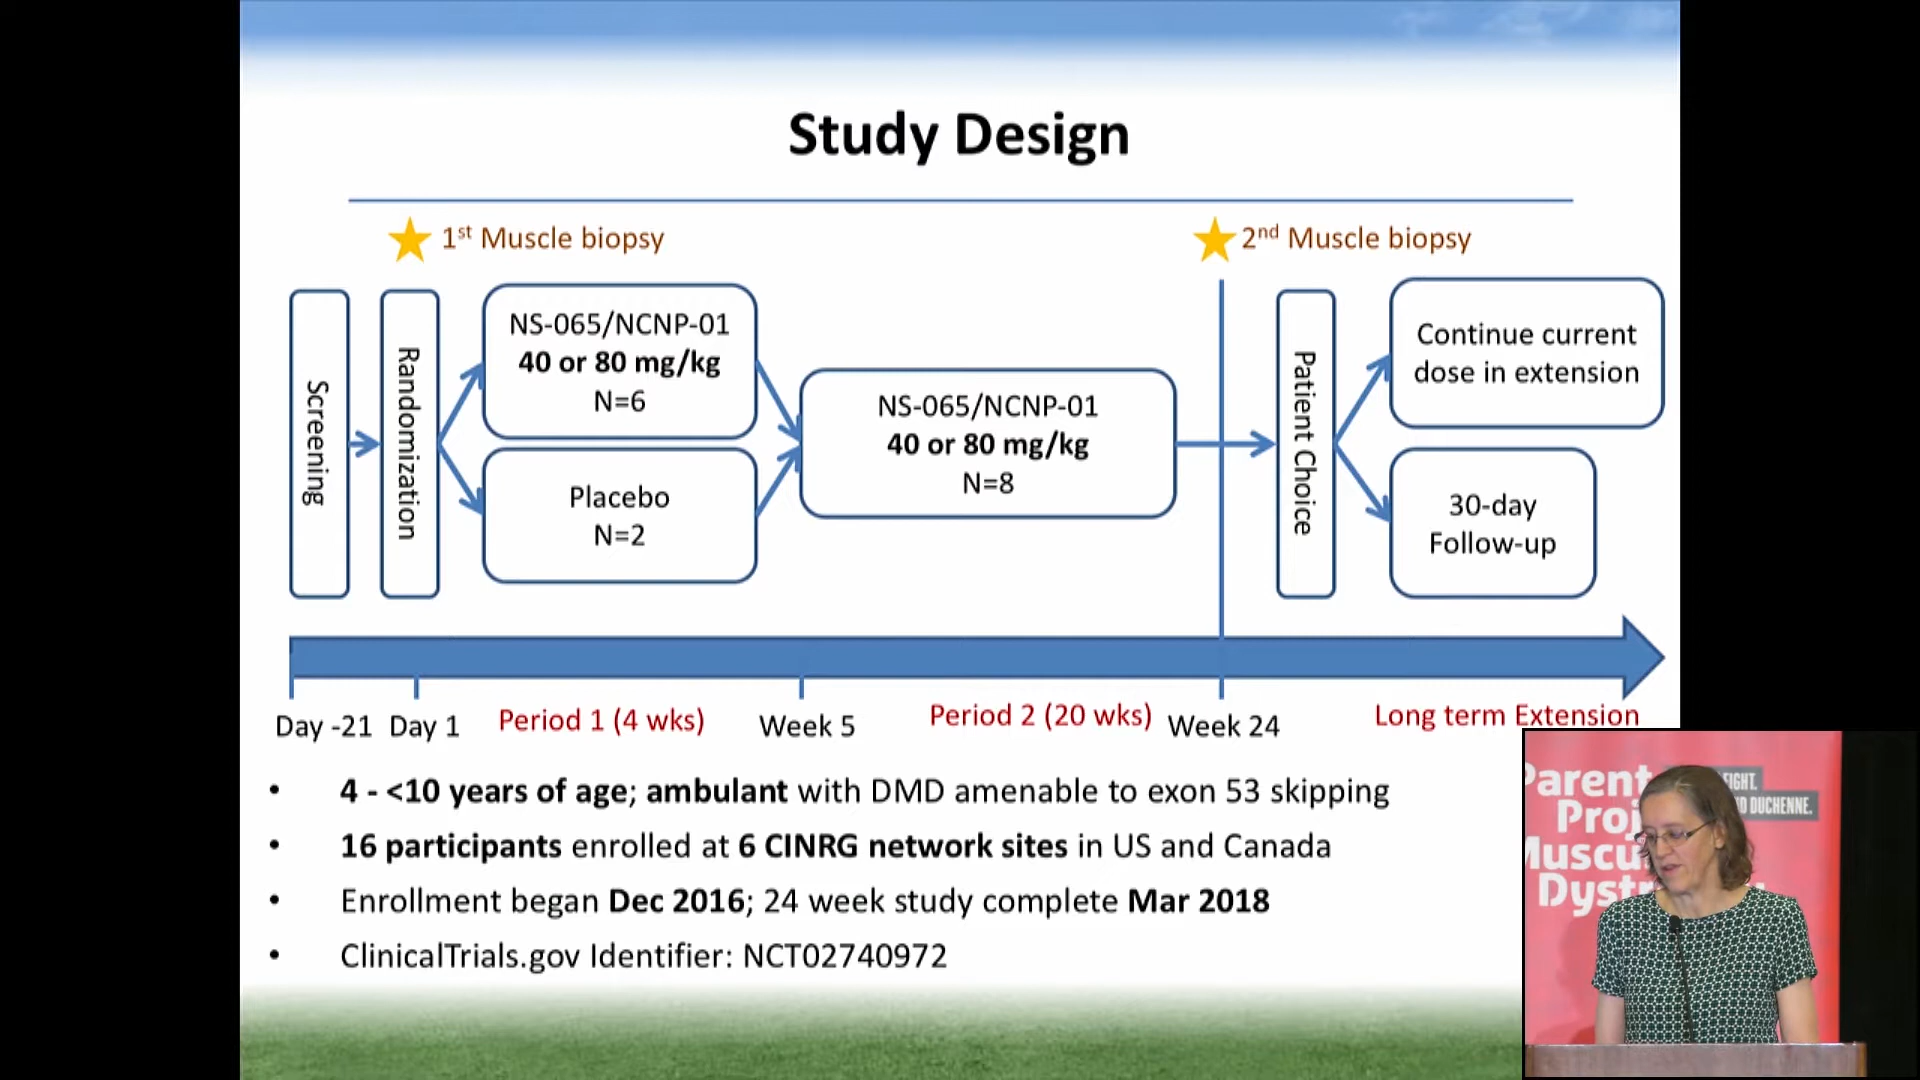 Study Design
1st Muscle biopsy
2nd Muscle biopsy
Screening
Randomization
NS-065/NCNP-01
40 or 80 mg/kg
N=6
Placebo
N=2
NS-065/NCNP-01
40 or 80 mg/kg
N=8
Patient Choice
Continue current
dose in extension
30-day
Follow-up
Day -21
Day 1
Period 1 (4 wks)
Week 5
Period 2 (20 wks)
Week 24
Long term Extension
• 4 - <10 years of age; ambulant with DMD amenable to exon 53 skipping
• 16 participants enrolled at 6 CINRG network sites in US and Canada
• Enrollment began Dec 2016; 24 week study complete Mar 2018
• ClinicalTrials.gov Identifier: NCT02740972
Parent
DUCHENNE.